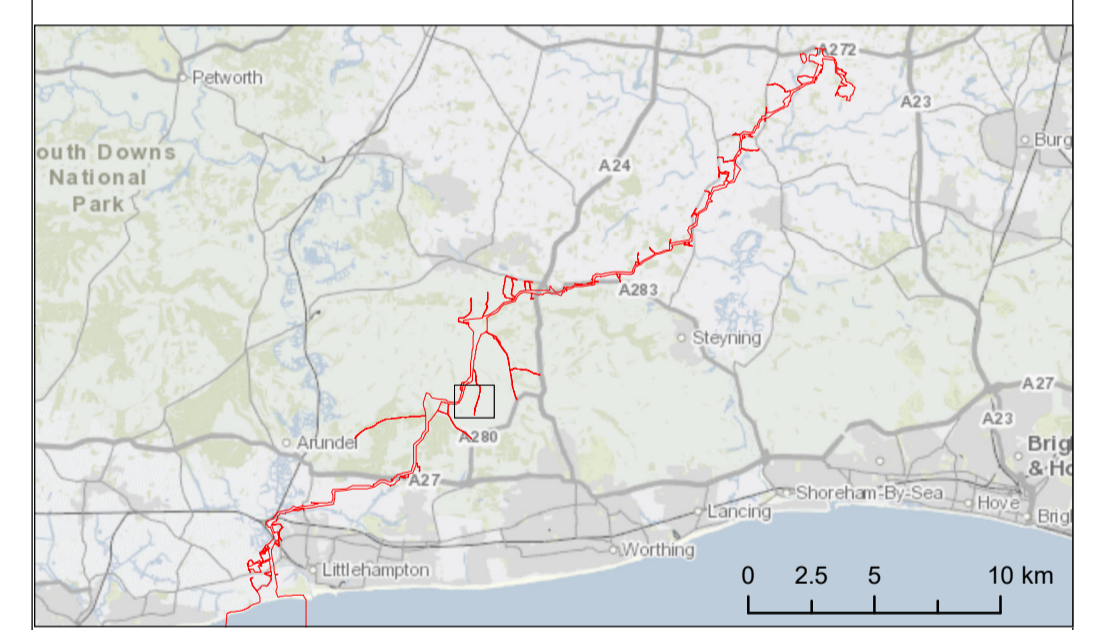 A272
Petworth
A23
Burg
outh Downs
National
Park
A24
A283
Steyning
A27
A23
Arundel
A280
Brig
& Ho
A27
Shoreham-By-Sea
Hove
Lancing
Brig
Worthing
Littlehampton
0 2.5 5 10 km